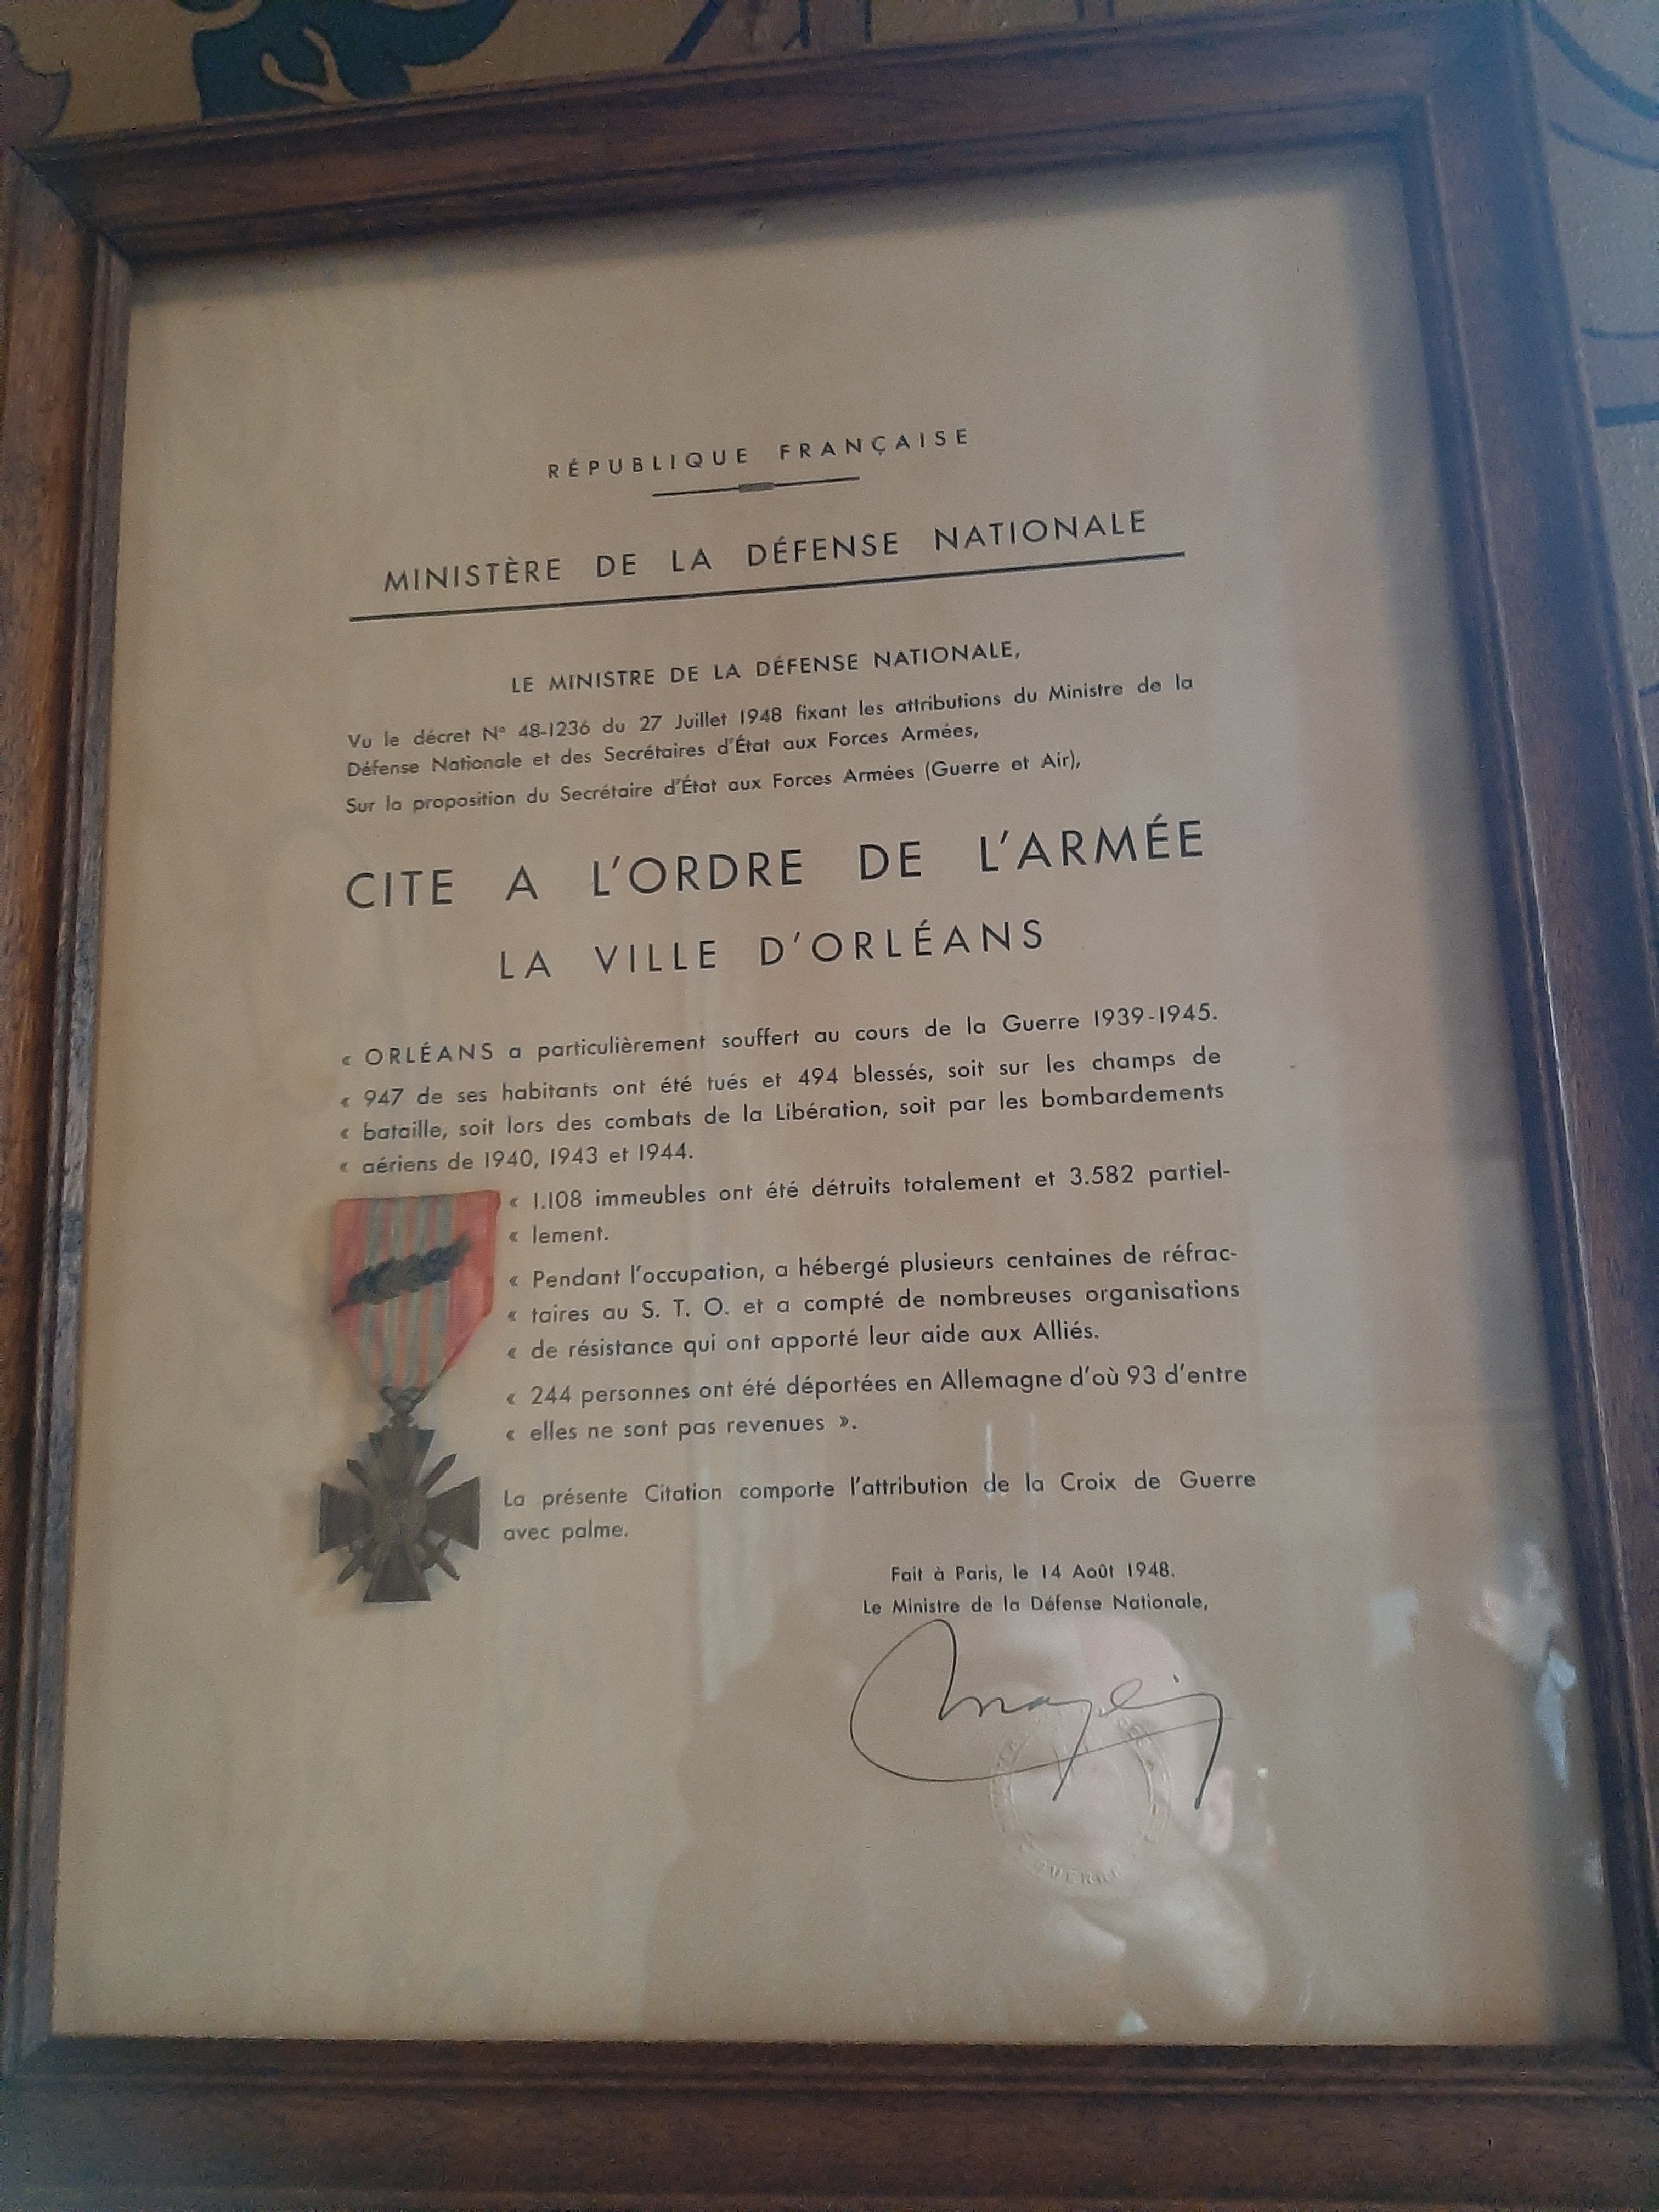 RÉPUBLIQUE FRANÇAISE
MINISTÈRE DE LA DÉFENSE NATIONALE
LE MINISTRE DE LA DÉFENSE NATIONALE,
Vu le décret N° 48-1236 du 27 Juillet 1948 fixant les attributions du Ministre de la
Défense Nationale et des Secrétaires d'État aux Forces Armées,
Sur la proposition du Secrétaire d'État aux Forces Armées (Guerre et Air),
CITE A L'ORDRE DE L'ARMÉE
LA VILLE D'ORLÉANS
« ORLÉANS a particulièrement souffert au cours de la Guerre 1939-1945.
« 947 de ses habitants ont été tués et 494 blessés, soit sur les champs de
« bataille, soit lors des combats de la Libération, soit par les bombardements
« aériens de 1940, 1943 et 1944.
« 1.108 immeubles ont été détruits totalement et 3.582 partiel-
« lement.
« Pendant l'occupation, a hébergé plusieurs centaines de réfrac-
« taires au S. T. O. et a compté de nombreuses organisations
« de résistance qui ont apporté leur aide aux Alliés.
« 244 personnes ont été déportées en Allemagne d'où 93 d'entre
« elles ne sont pas revenues ».
La présente Citation comporte l'attribution de la Croix de Guerre
avec palme.
Fait à Paris, le 14 Août 1948.
Le Ministre de la Défense Nationale,